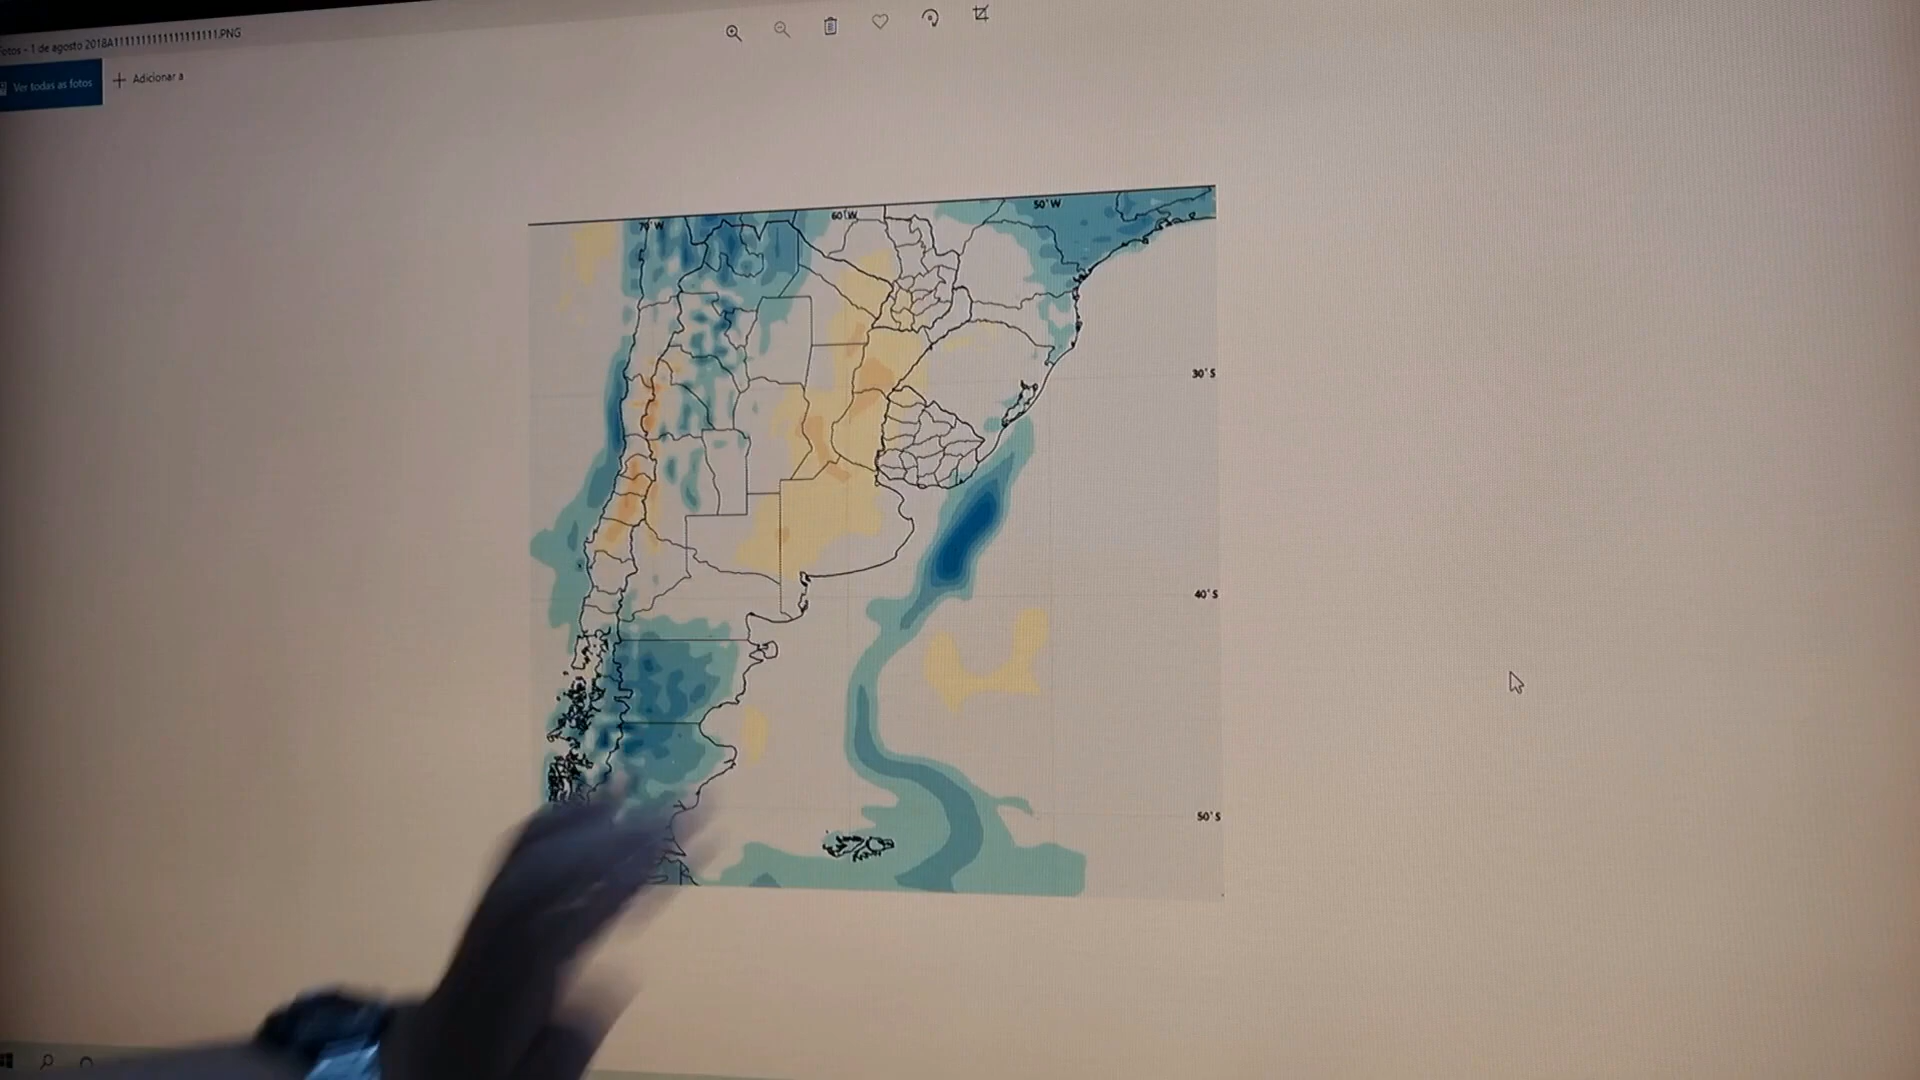 Fotos - 1 de agosto 2018A1111111111111111111.PNG
Ver todas as fotos
Adicionar a
70°W
60°W
50°W
30°S
40°S
50°S